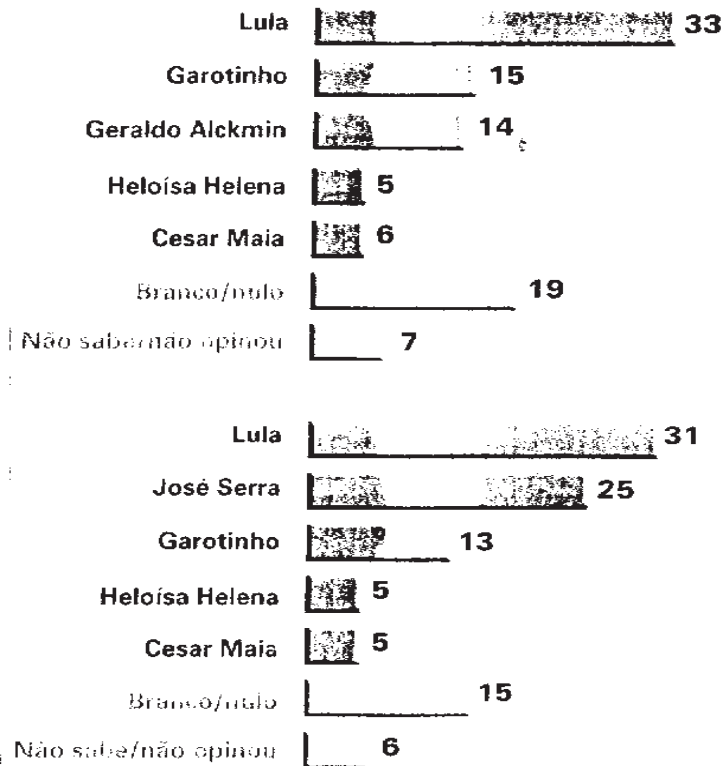 Lula 33
Garotinho 15
Geraldo Alckmin 14
Heloísa Helena 5
Cesar Maia 6
Branco/nulo 19
Não sabe/não opinou 7
Lula 31
José Serra 25
Garotinho 13
Heloísa Helena 5
Cesar Maia 5
Branco/nulo 15
Não sabe/não opinou 6